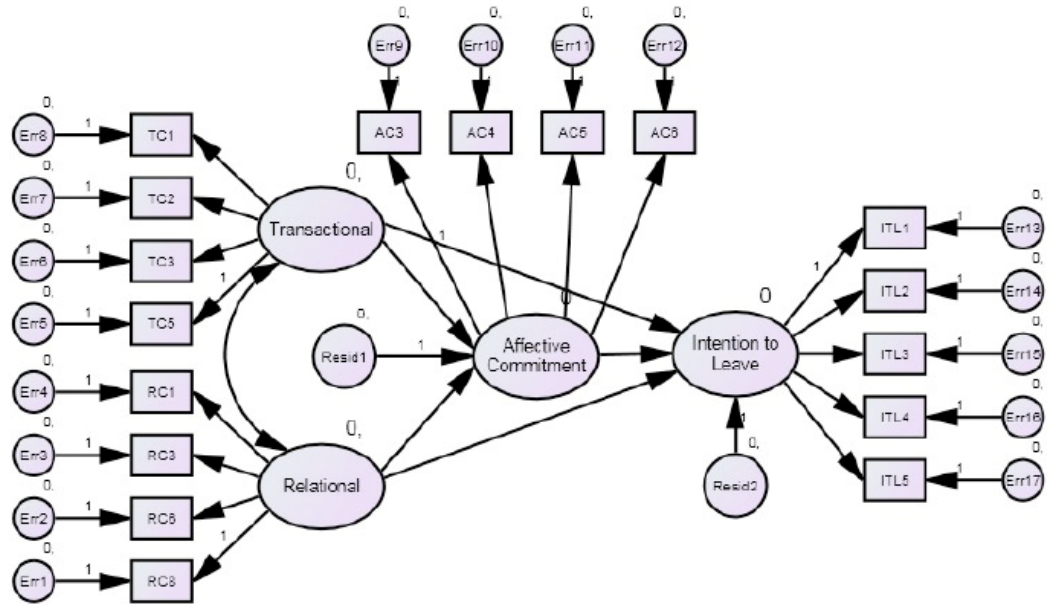 0, 0, 0, 0,
Err9 Err10 Err11 Err12
1 1 1 1
AC3 AC4 AC5 AC6
0,
Err8 1 TC1
0,
Err7 1 TC2
0,
Err6 1 TC3
0,
Err5 1 TC5
1
0,
Transactional
1
0,
Err4 1 RC1
0,
Err3 1 RC3
0,
Err2 1 RC6
0,
Err1 1 RC8
1
0,
Relational
0,
Resid1 1
0
Affective
Commitment
0
Intention to
Leave
1
0,
Resid2
1
0,
ITL1 1 Err13
0,
ITL2 1 Err14
0,
ITL3 1 Err15
0,
ITL4 1 Err16
0,
ITL5 1 Err17